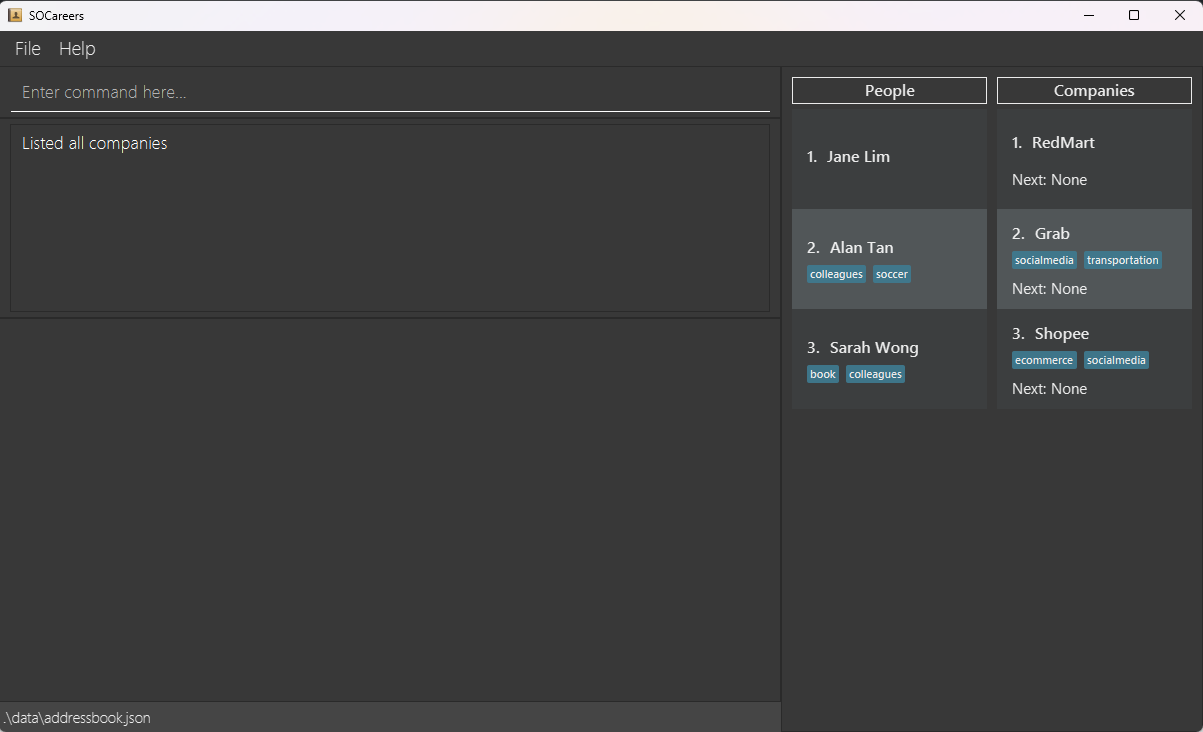 SOCareers
File Help
Enter command here...
Listed all companies
.\data\addressbook.json
People
1. Jane Lim
2. Alan Tan
colleagues soccer
3. Sarah Wong
book colleagues
Companies
1. RedMart
Next: None
2. Grab
socialmedia transportation
Next: None
3. Shopee
ecommerce socialmedia
Next: None